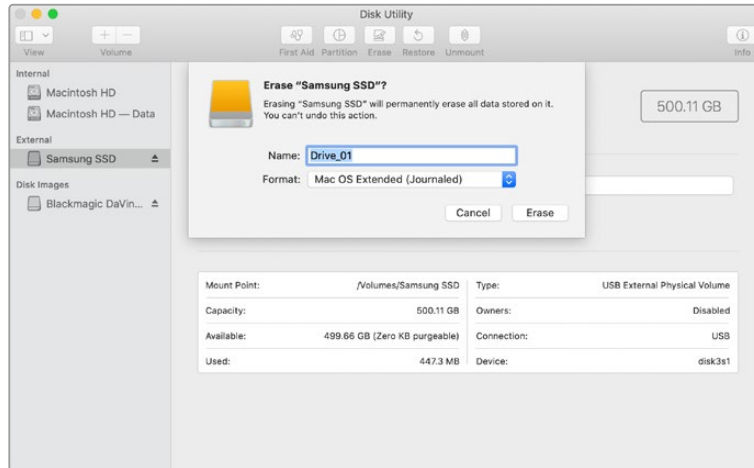 Disk Utility
View
Volume
First Aid Partition Erase Restore Unmount
Info
Internal
Macintosh HD
Macintosh HD — Data
External
Samsung SSD
Disk Images
Blackmagic DaVin...
Erase “Samsung SSD”?
Erasing “Samsung SSD” will permanently erase all data stored on it.
You can't undo this action.
Name: Drive_01
Format: Mac OS Extended (Journaled)
Cancel Erase
500.11 GB
Mount Point: /Volumes/Samsung SSD Type: USB External Physical Volume
Capacity: 500.11 GB Owners: Disabled
Available: 499.66 GB (Zero KB purgeable) Connection: USB
Used: 447.3 MB Device: disk3s1